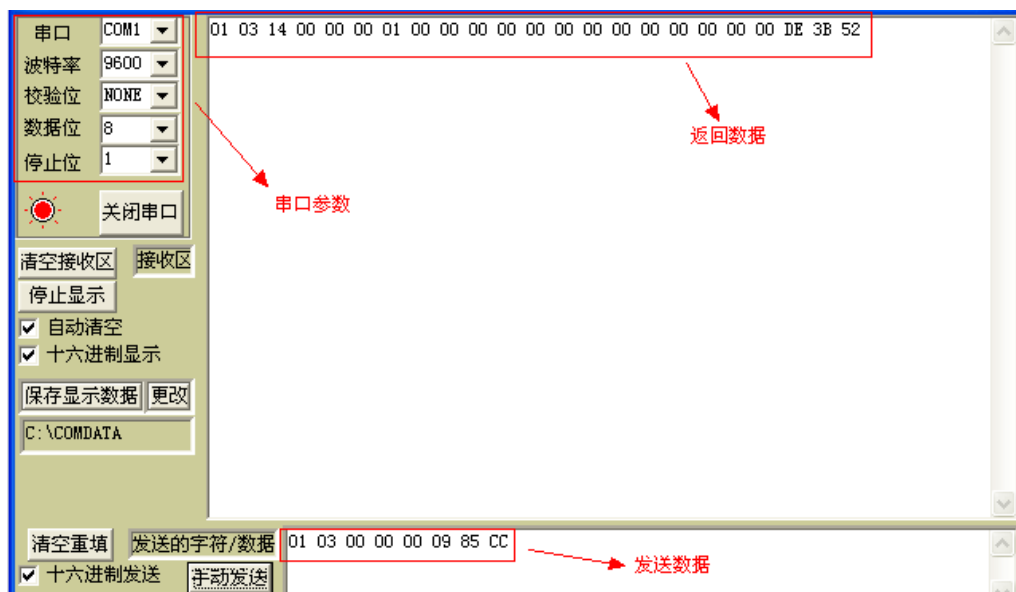 串口 COM1
波特率 9600
校验位 NONE
数据位 8
停止位 1
关闭串口
01 03 14 00 00 00 01 00 00 00 00 00 00 00 00 00 00 00 00 00 DE 3B 52
返回数据
串口参数
清空接收区 接收区
停止显示
自动清空
十六进制显示
保存显示数据 更改
C:\COMDATA
清空重填 发送的字符/数据 01 03 00 00 00 09 85 CC
发送数据
十六进制发送 手动发送